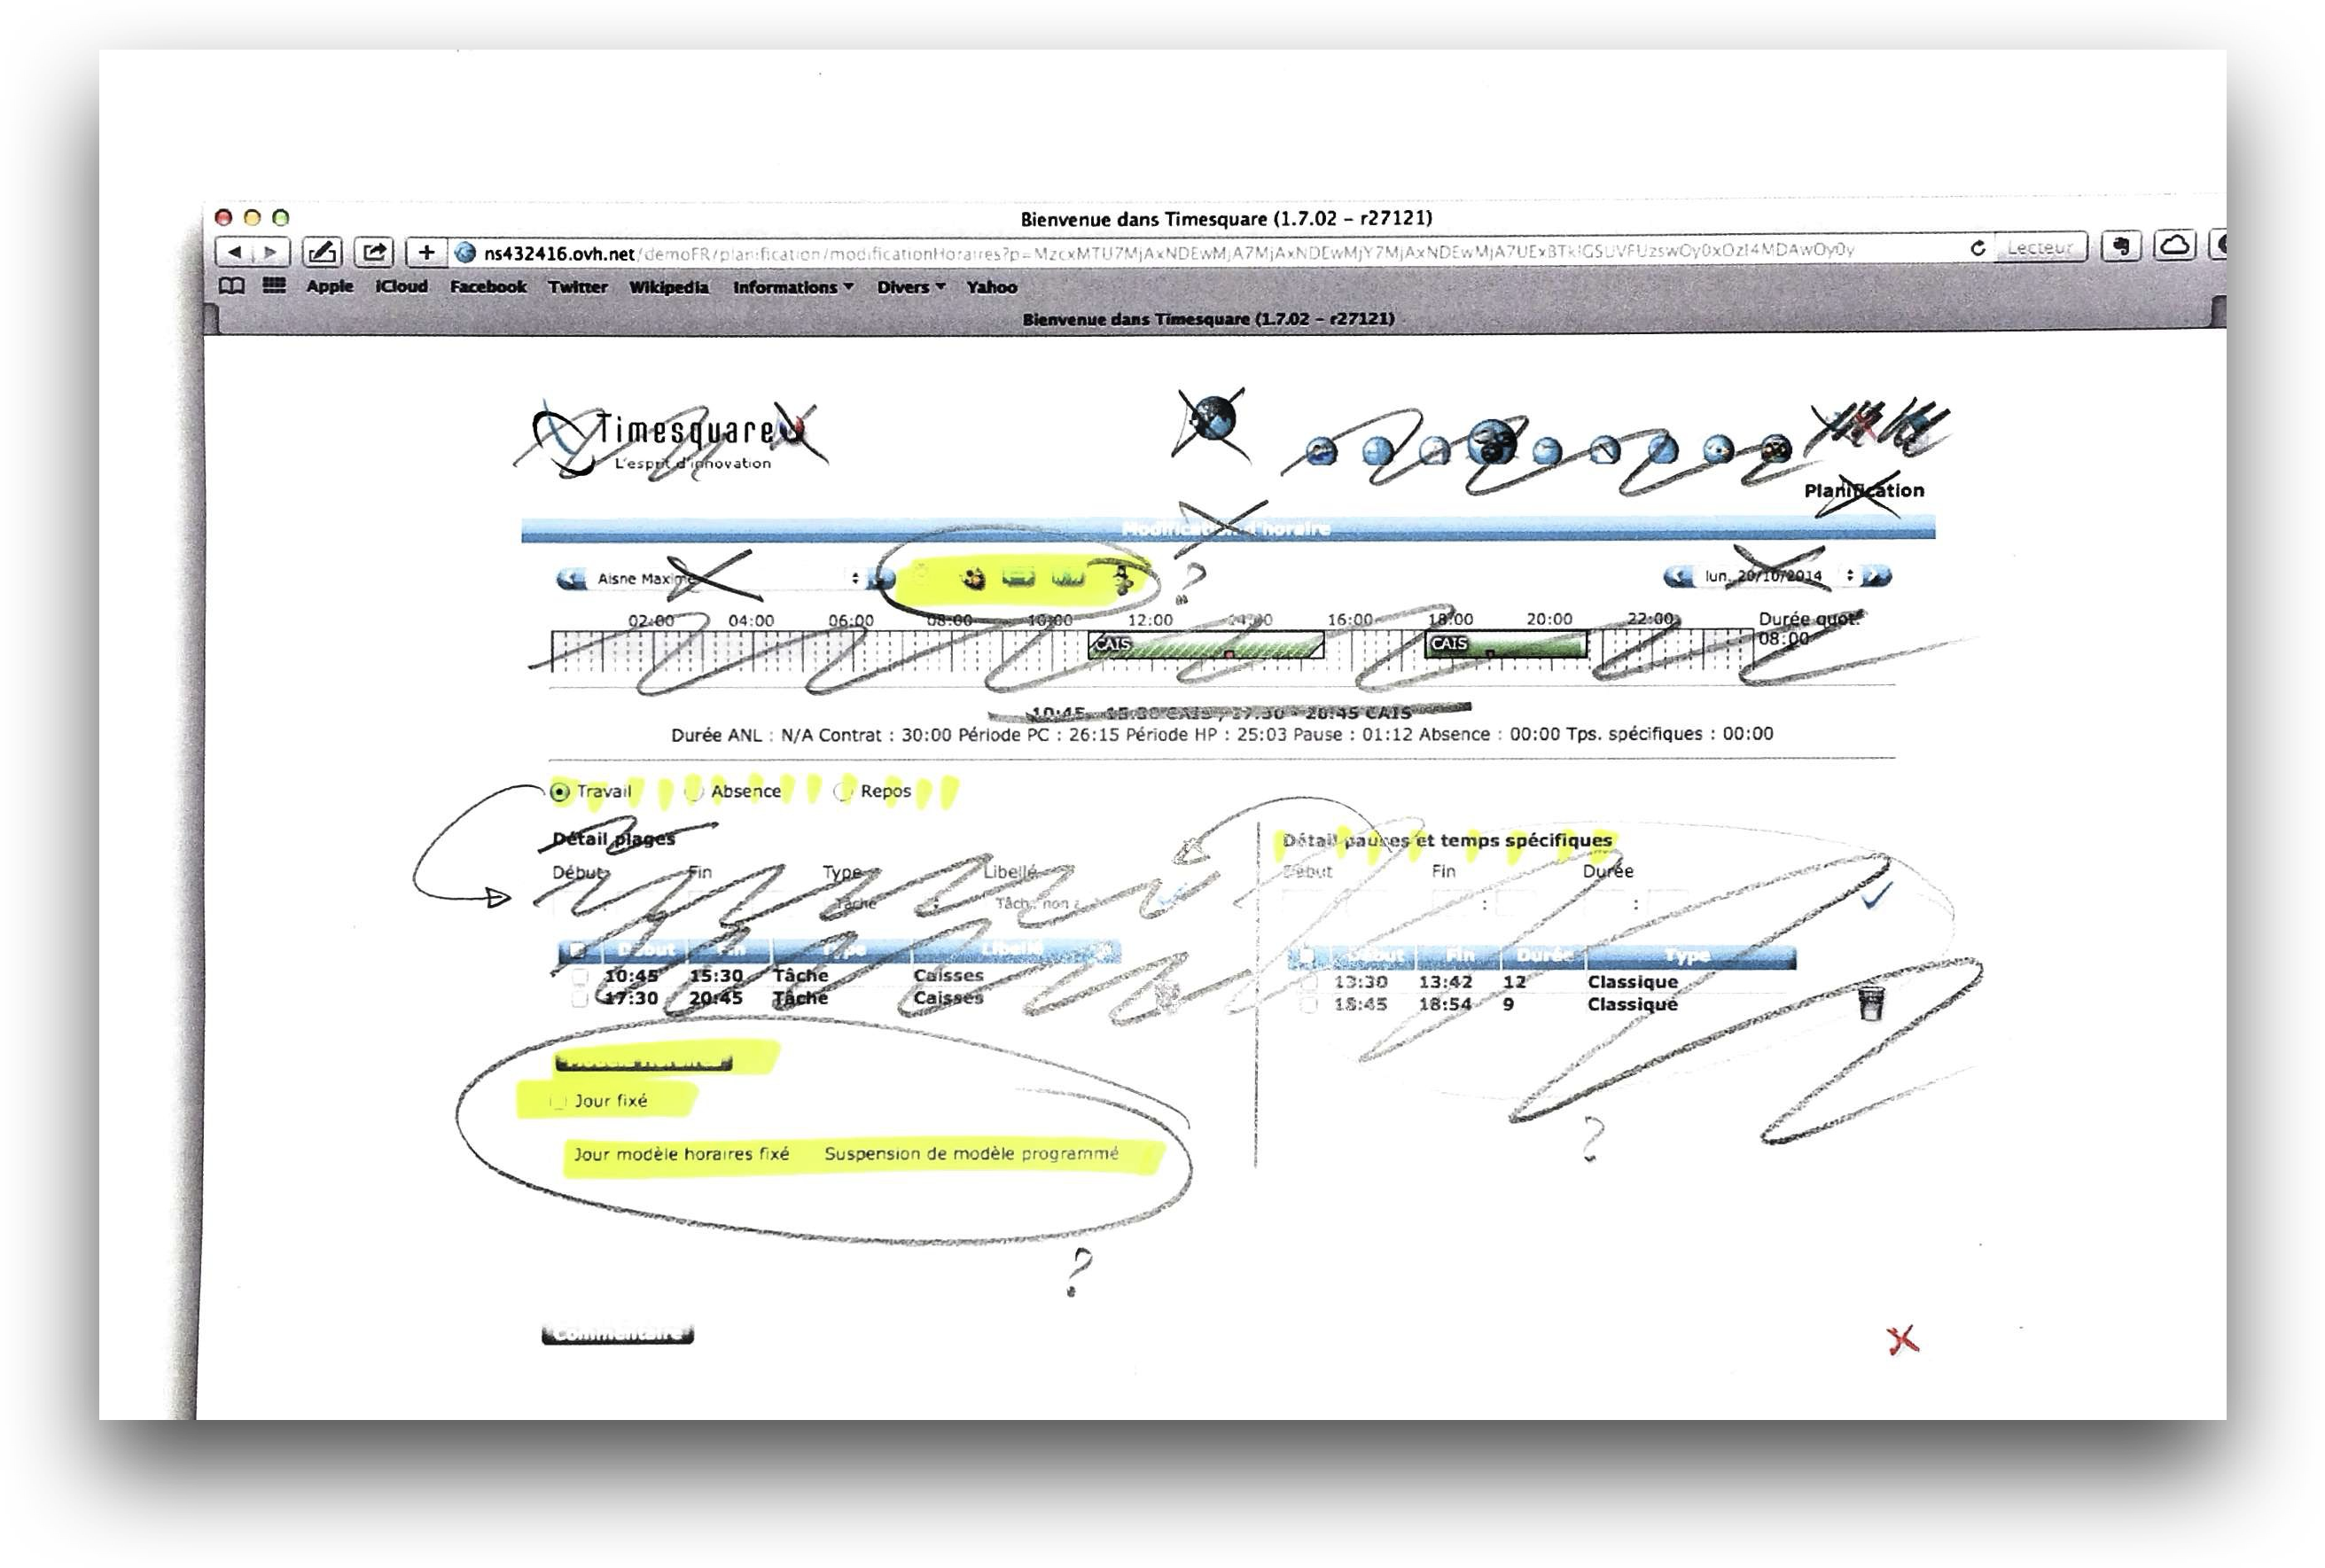 Bienvenue dans Timesquare (1.7.02 – r27121)
ns432416.ovh.net/demoFR/planification/modificationHoraires?p= Lecteur
Apple iCloud Facebook Twitter Wikipedia Informations Divers Yahoo
Bienvenue dans Timesquare (1.7.02 – r27121)
Timesquare
L'esprit d'innovation
Planification
Modification d'horaire
Aisne Maxime ? lun. 20/10/2014
02:00 04:00 06:00 08:00 10:00 12:00 14:00 16:00 18:00 20:00 22:00 Durée quot.
CAIS CAIS 08:00
10:45 - 15:30 CAIS / 17:30 - 20:45 CAIS
Durée ANL : N/A Contrat : 30:00 Période PC : 26:15 Période HP : 25:03 Pause : 01:12 Absence : 00:00 Tps. spécifiques : 00:00
Travail Absence Repos
Détail plages
Début Fin Type Libellé
Tâche Tâch. non
Début Fin Type Libellé
10:45 15:30 Tâche Caisses
17:30 20:45 Tâche Caisses
Détail pauses et temps spécifiques
Début Fin Durée
: :
Début Fin Durée Type
13:30 13:42 12 Classique
18:45 18:54 9 Classique
Jour fixé
Jour modèle horaires fixé Suspension de modèle programmé
?
?
Commentaire